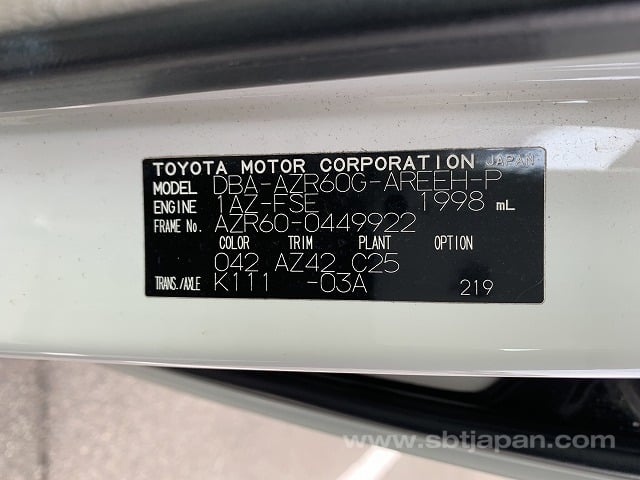 TOYOTA MOTOR CORPORATION JAPAN
MODEL DBA-AZR60G-AREEH-P
ENGINE 1AZ-FSE 1998 mL
FRAME No. AZR60-0449922
COLOR TRIM PLANT OPTION
042 AZ42 C25
TRANS./AXLE K111 -03A 219
www.sbtjapan.com